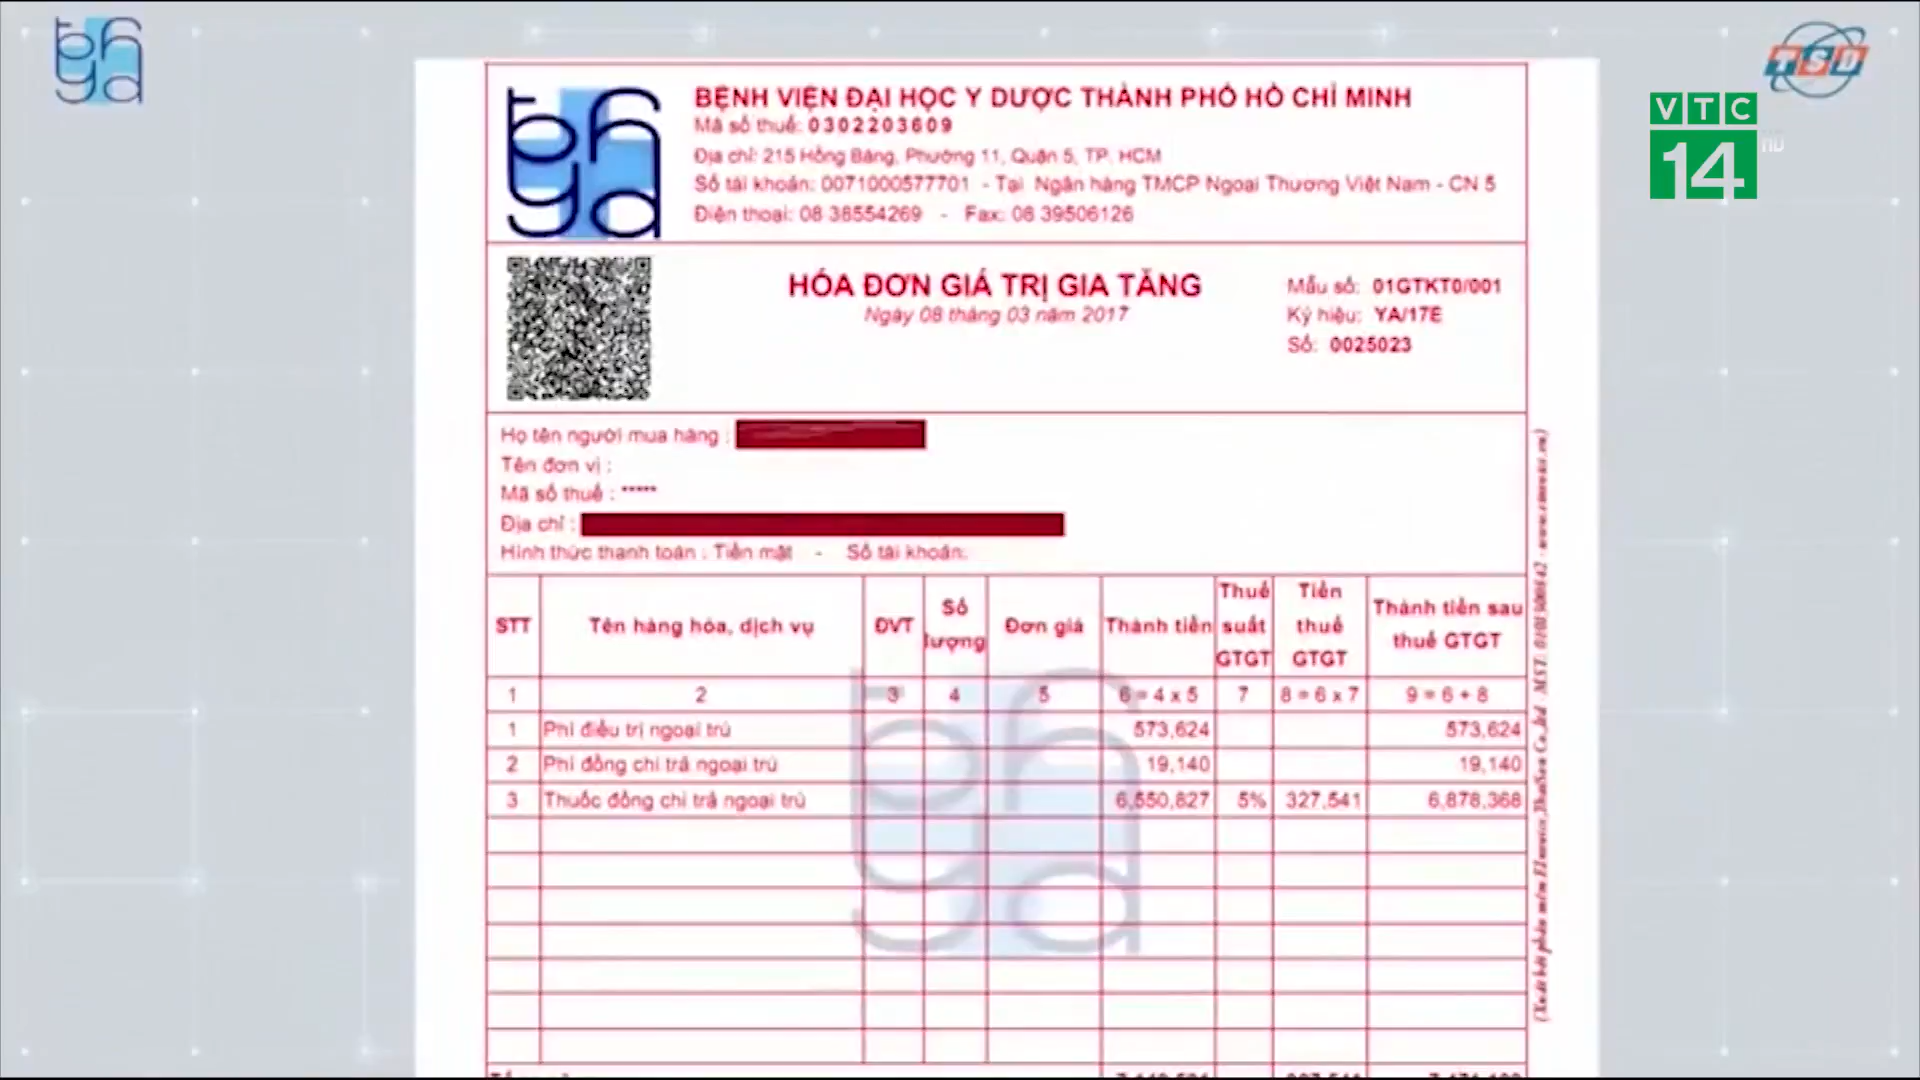 bh
yd
TSD
VTC
14
HD
bh
yd
BỆNH VIỆN ĐẠI HỌC Y DƯỢC THÀNH PHỐ HỒ CHÍ MINH
Mã số thuế: 0302203609
Địa chỉ: 215 Hồng Bàng, Phường 11, Quận 5, TP. HCM
Số tài khoản: 0071000577701 - Tại Ngân hàng TMCP Ngoại Thương Việt Nam - CN 5
Điện thoại: 08 38554269 - Fax: 08 39506126
HÓA ĐƠN GIÁ TRỊ GIA TĂNG
Ngày 08 tháng 03 năm 2017
Mẫu số: 01GTKT0/001
Ký hiệu: YA/17E
Số: 0025023
Họ tên người mua hàng :
Tên đơn vị :
Mã số thuế : *****
Địa chỉ :
Hình thức thanh toán : Tiền mặt - Số tài khoản:
STT Tên hàng hóa, dịch vụ ĐVT Số lượng Đơn giá Thành tiền Thuế suất GTGT Tiền thuế GTGT Thành tiền sau thuế GTGT
1 2 3 4 5 6 = 4 x 5 7 8 = 6 x 7 9 = 6 + 8
1 Phí điều trị ngoại trú 573,624 573,624
2 Phí đồng chi trả ngoại trú 19,140 19,140
3 Thuốc đồng chi trả ngoại trú 6,550,827 5% 327,541 6,878,368